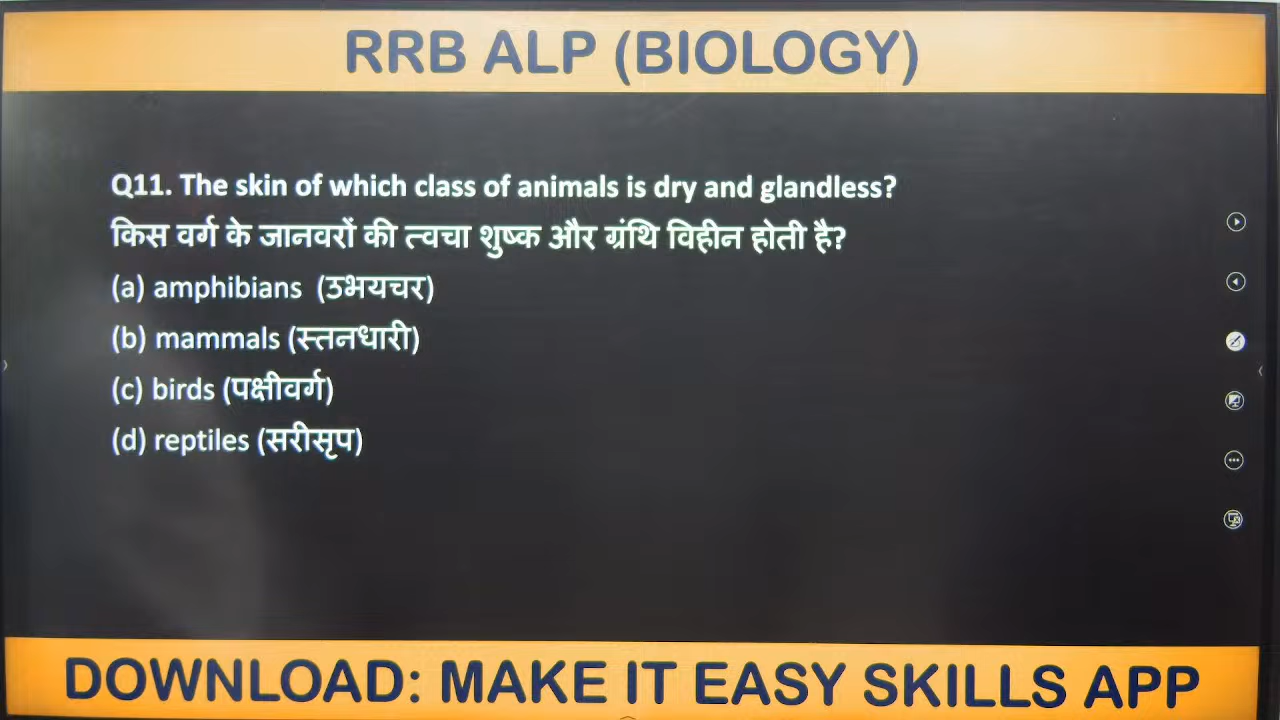 RRB ALP (BIOLOGY)
Q11. The skin of which class of animals is dry and glandless?
किस वर्ग के जानवरों की त्वचा शुष्क और ग्रंथि विहीन होती है?
(a) amphibians (उभयचर)
(b) mammals (स्तनधारी)
(c) birds (पक्षीवर्ग)
(d) reptiles (सरीसृप)
DOWNLOAD: MAKE IT EASY SKILLS APP